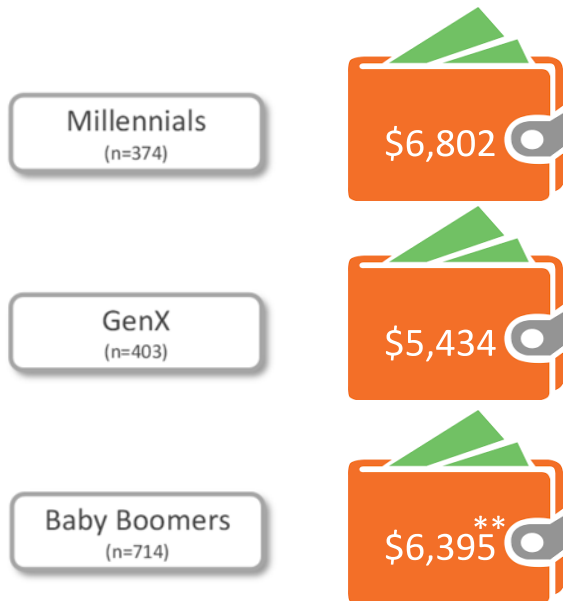 Millennials
(n=374)
$6,802
GenX
(n=403)
$5,434
Baby Boomers
(n=714)
$6,395**